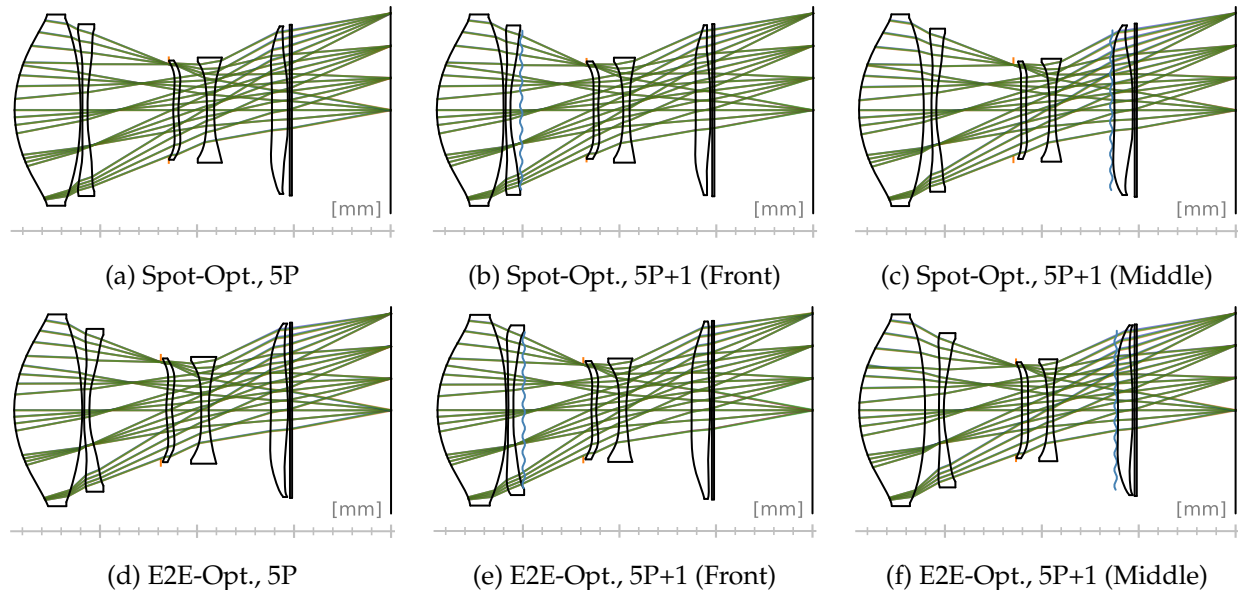 [mm] [mm] [mm]
(a) Spot-Opt., 5P (b) Spot-Opt., 5P+1 (Front) (c) Spot-Opt., 5P+1 (Middle)
[mm] [mm] [mm]
(d) E2E-Opt., 5P (e) E2E-Opt., 5P+1 (Front) (f) E2E-Opt., 5P+1 (Middle)